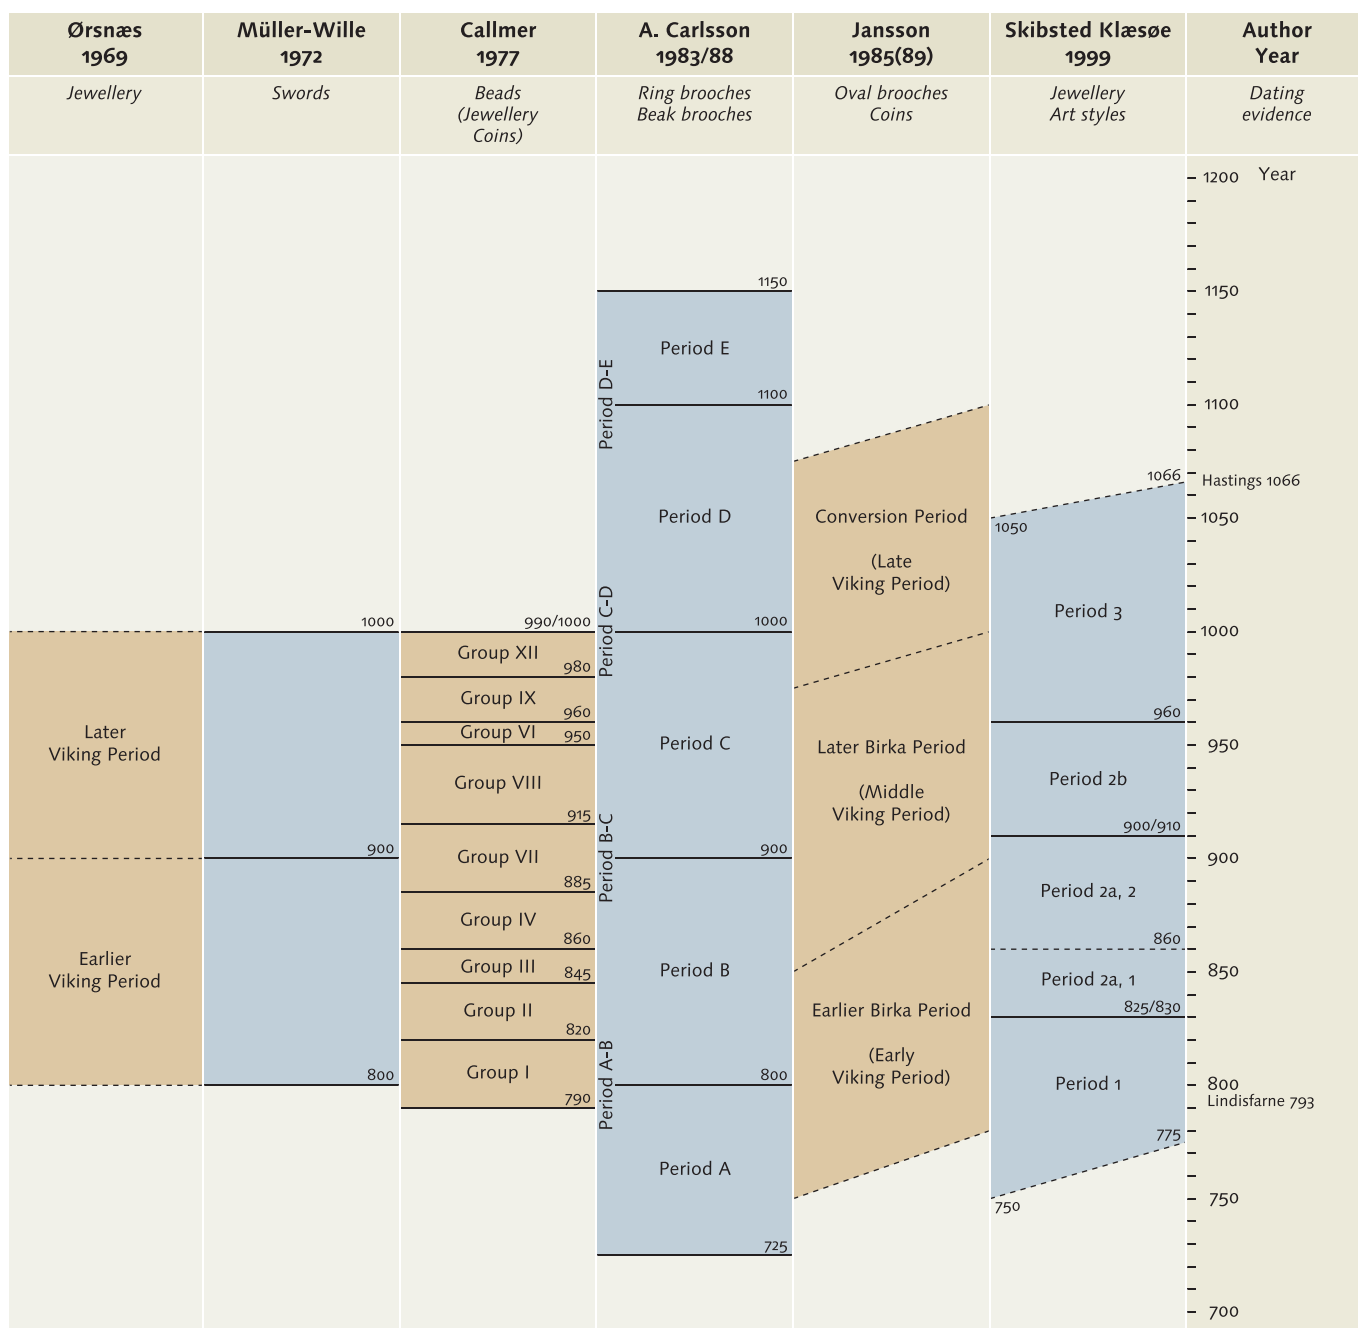 Ørsnæs
1969
Müller-Wille
1972
Callmer
1977
A. Carlsson
1983/88
Jansson
1985(89)
Skibsted Klæsøe
1999
Author
Year
Jewellery
Swords
Beads
(Jewellery
Coins)
Ring brooches
Beak brooches
Oval brooches
Coins
Jewellery
Art styles
Dating
evidence
Later
Viking Period
Earlier
Viking Period
1000
900
800
990/1000
Group XII
980
Group IX
960
Group VI
950
Group VIII
915
Group VII
885
Group IV
860
Group III
845
Group II
820
Group I
790
1150
Period E
1100
Period D-E
Period D
1000
Period C-D
Period C
900
Period B-C
Period B
800
Period A-B
Period A
725
Conversion Period
(Late
Viking Period)
Later Birka Period
(Middle
Viking Period)
Earlier Birka Period
(Early
Viking Period)
1066
1050
Period 3
960
Period 2b
900/910
Period 2a, 2
860
Period 2a, 1
825/830
Period 1
775
750
1200 Year
1150
1100
Hastings 1066
1050
1000
950
900
850
800
Lindisfarne 793
750
700